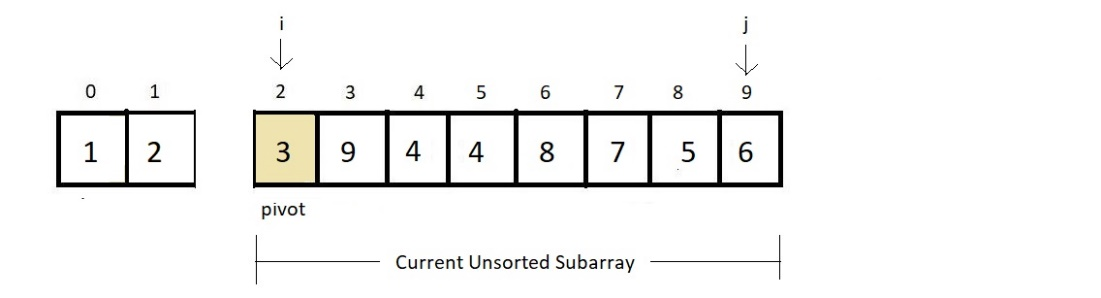 i j
0 1 2 3 4 5 6 7 8 9
1 2 3 9 4 4 8 7 5 6
pivot
Current Unsorted Subarray